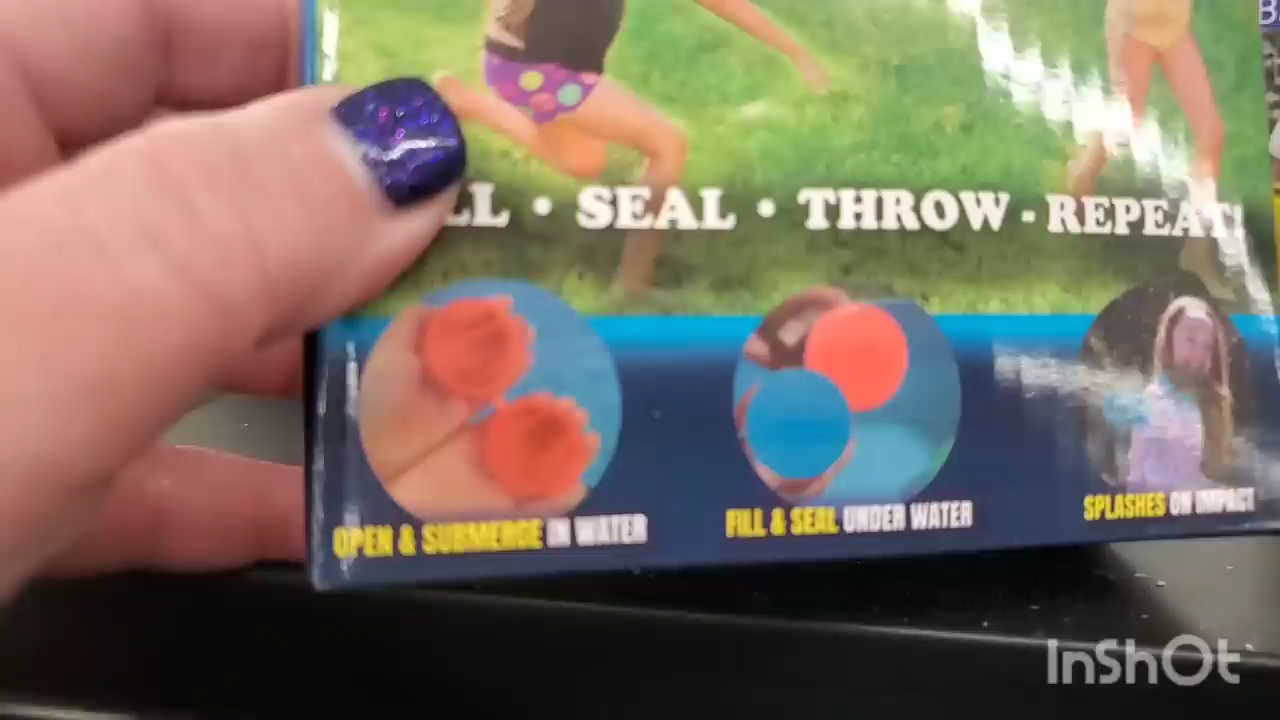 LL • SEAL • THROW - REPEAT!
OPEN & SUBMERGE IN WATER
FILL & SEAL UNDER WATER
SPLASHES ON IMPACT
InShOt